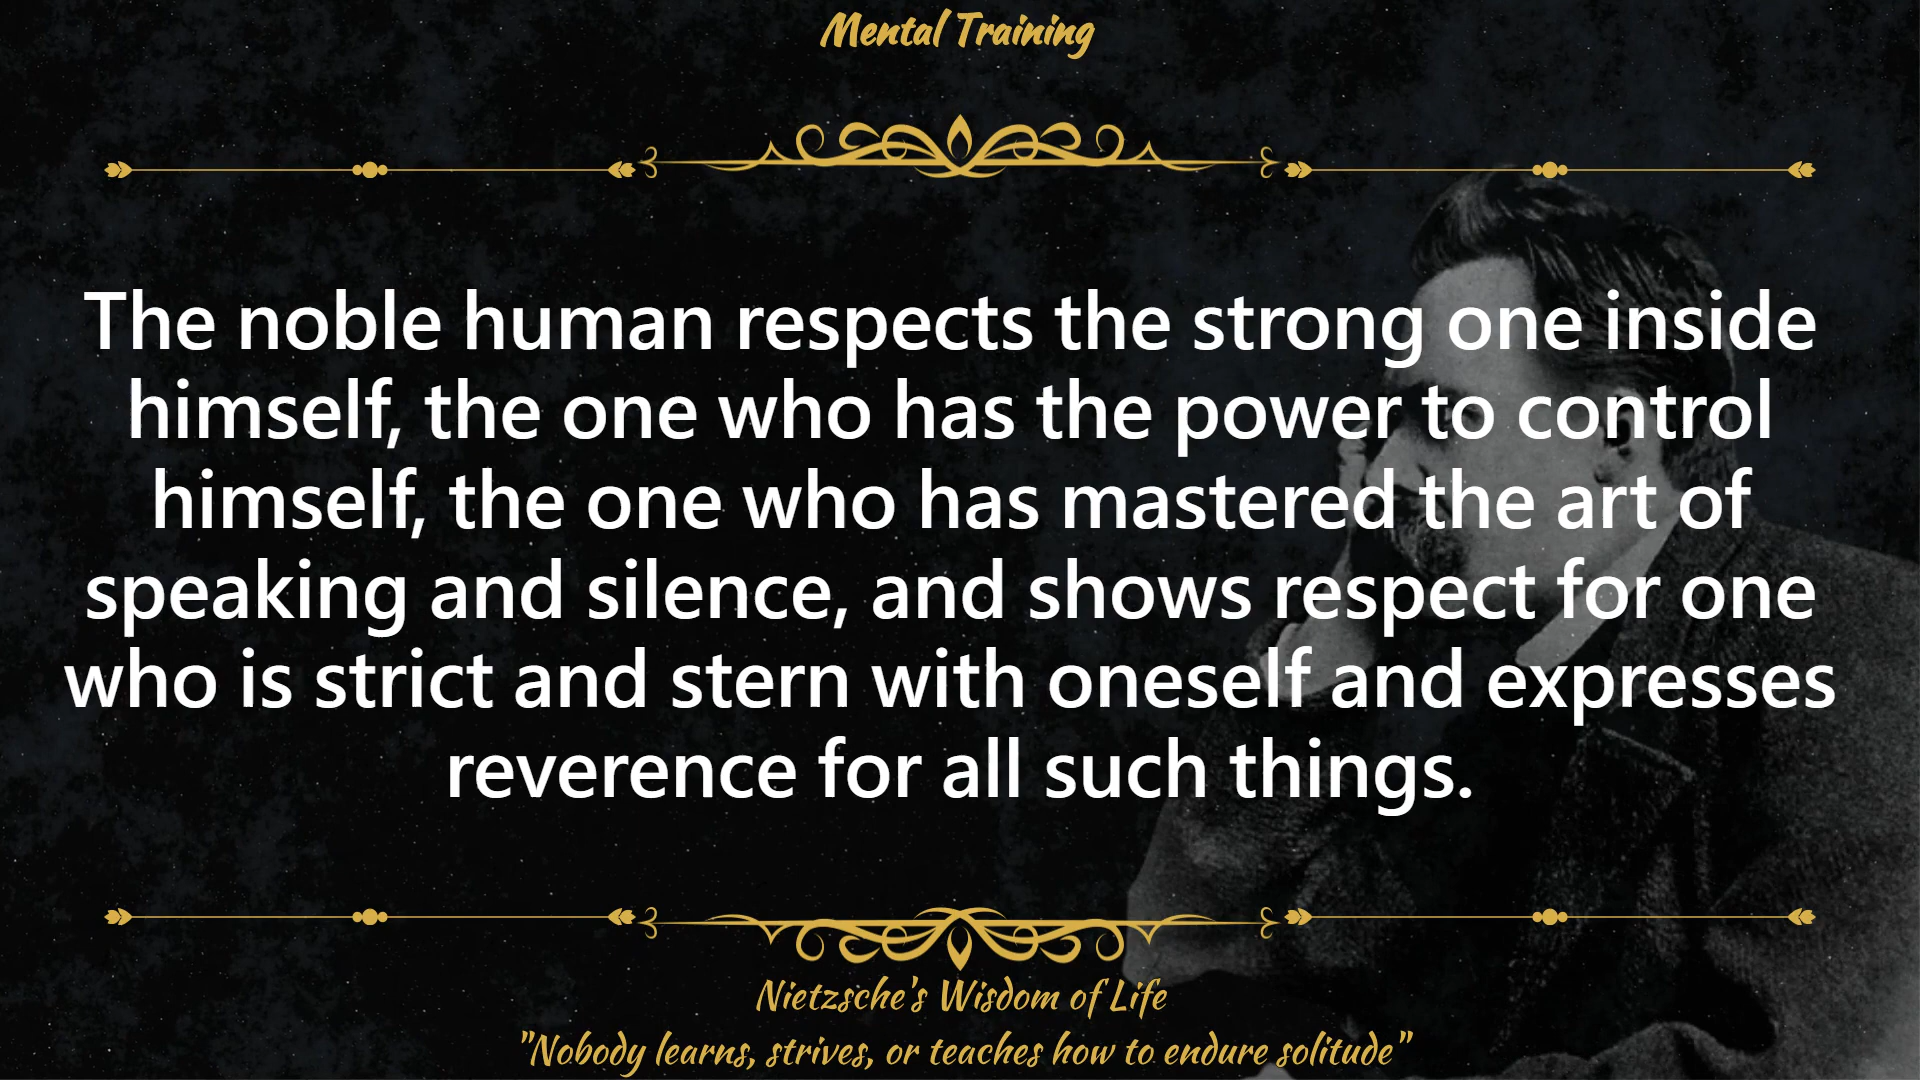 Mental Training
The noble human respects the strong one inside
himself, the one who has the power to control
himself, the one who has mastered the art of
speaking and silence, and shows respect for one
who is strict and stern with oneself and expresses
reverence for all such things.
Nietzsche's Wisdom of Life
"Nobody learns, strives, or teaches how to endure solitude"